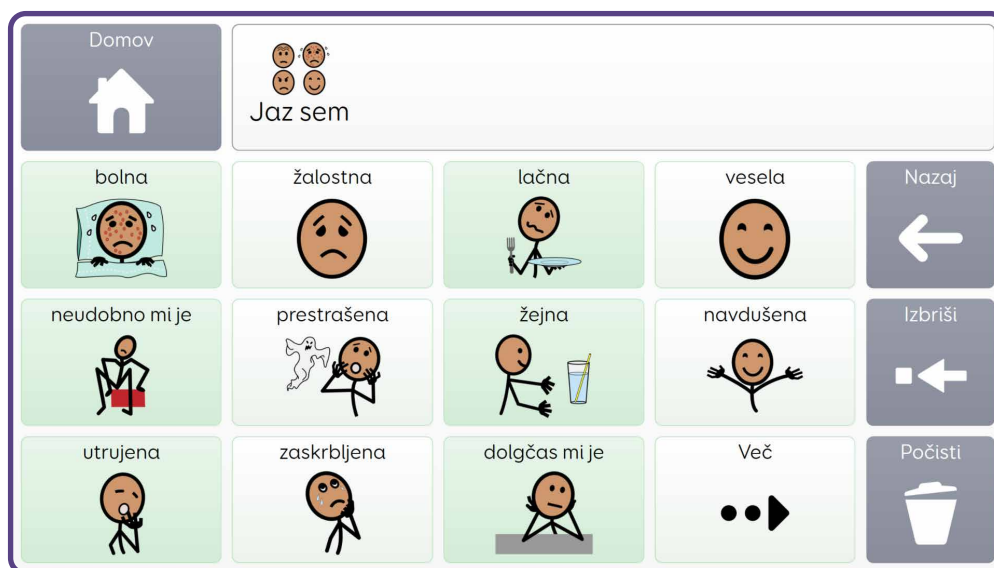 Domov
Jaz sem
bolna
žalostna
lačna
vesela
Nazaj
neudobno mi je
prestrašena
žejna
navdušena
Izbriši
utrujena
zaskrbljena
dolgčas mi je
Več
Počisti